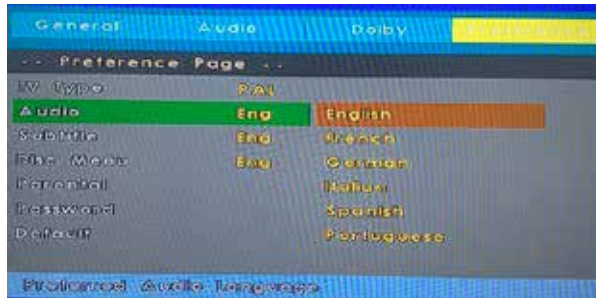 General Audio Dolby
-- Preference Page --
TV Type PAL
Audio Eng English
Subtitle Eng French
Disc Menu Eng German
Parental Italian
Password Spanish
Default Portuguese
Preferred Audio Language